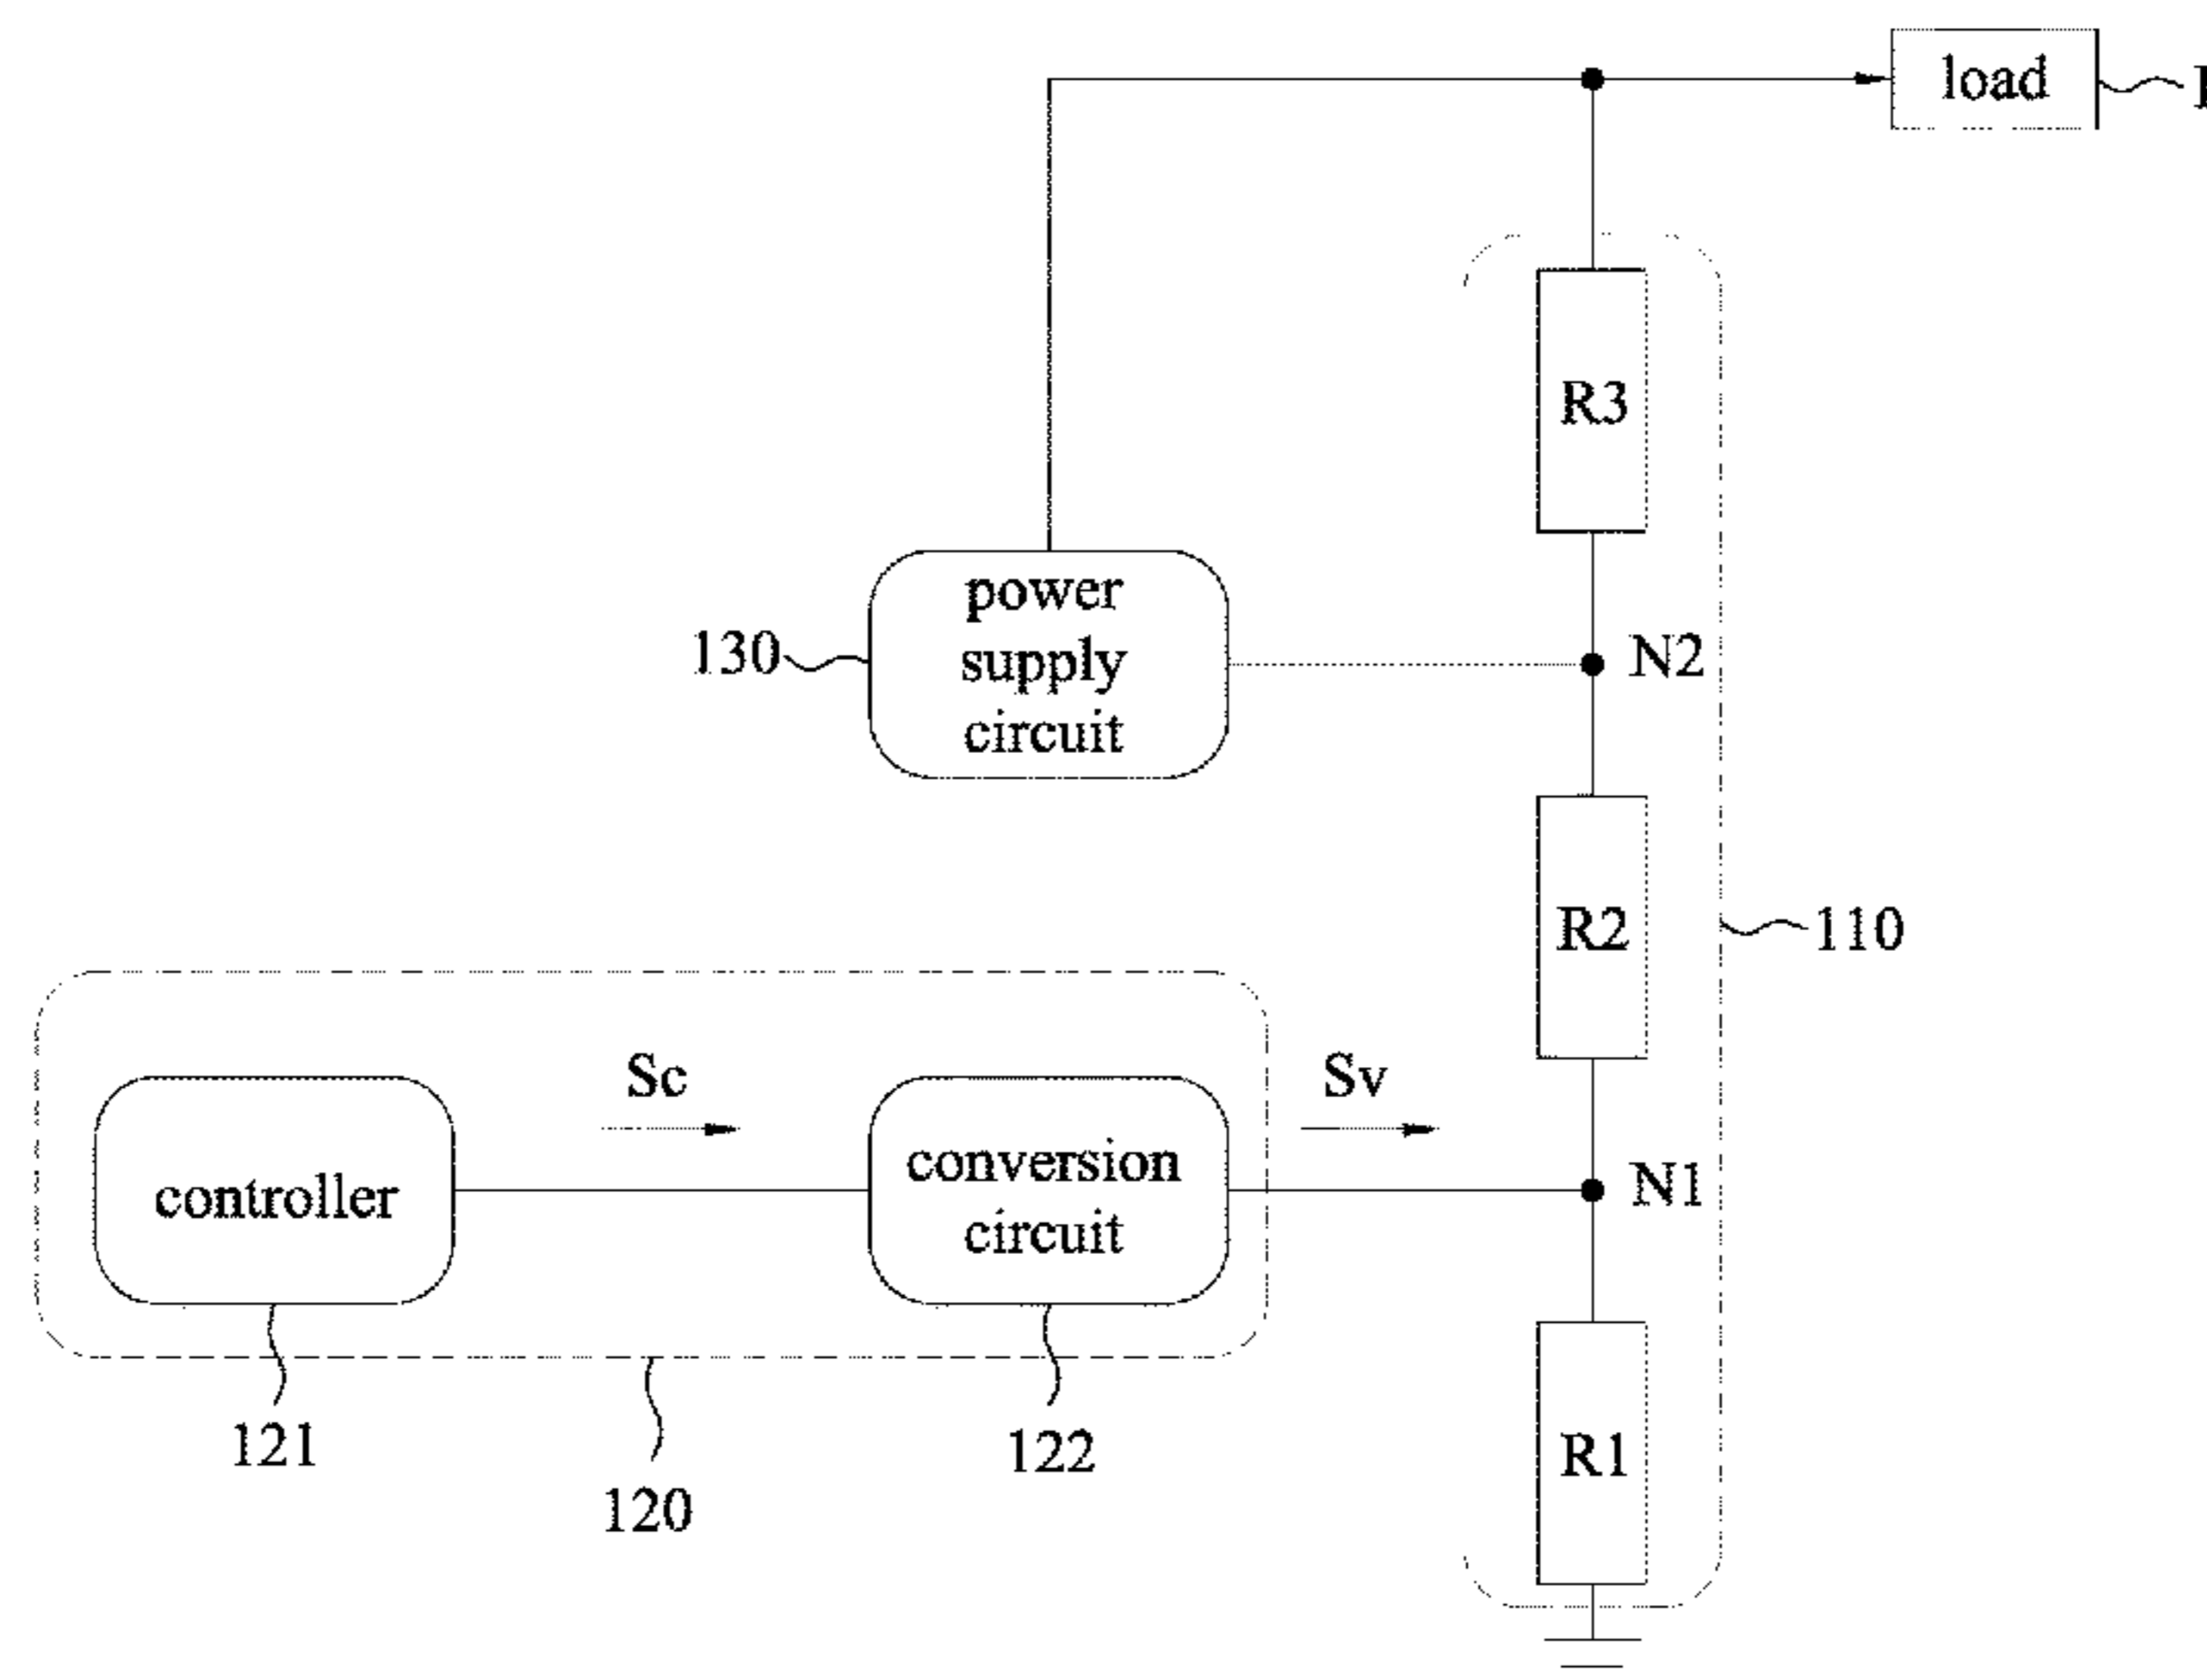 load
R3
power
supply
circuit
130
N2
R2
110
Sc
Sv
controller
conversion
circuit
N1
121
122
120
R1